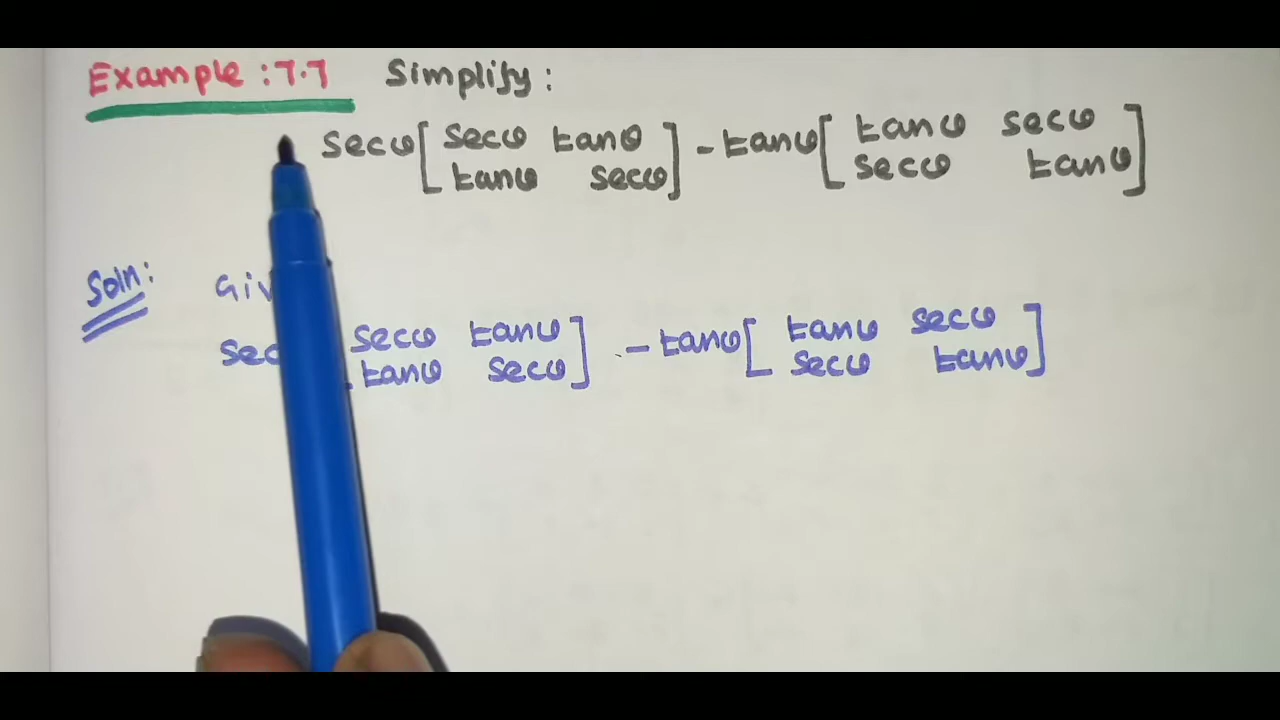 Example: 7.7 Simplify:
secθ [ secθ tanθ ] - tanθ [ tanθ secθ ]
tanθ secθ secθ tanθ
Soln:
secθ tanθ ] - tanθ [ tanθ secθ ]
tanθ secθ secθ tanθ